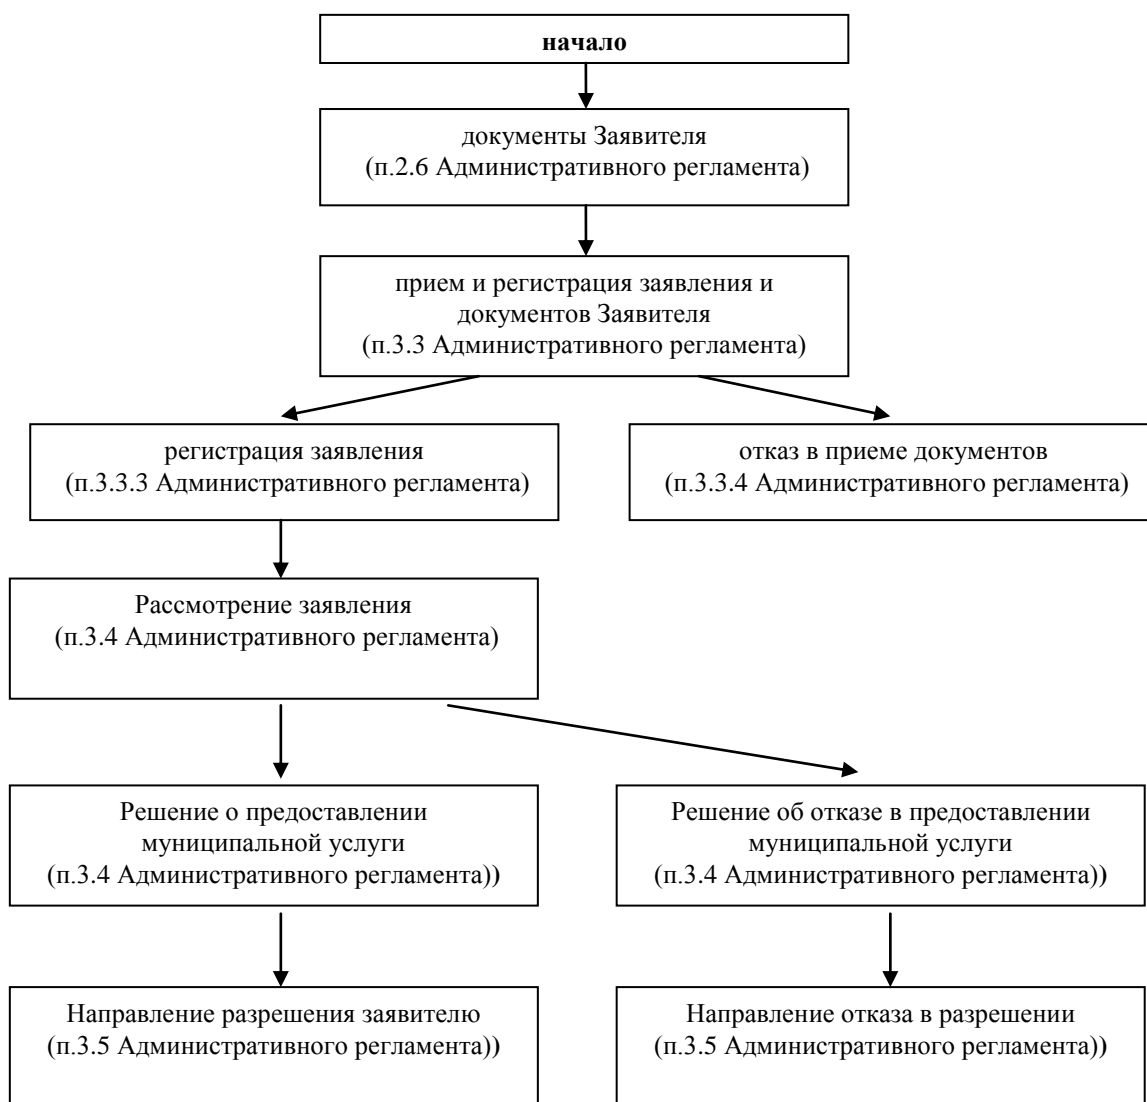 начало
документы Заявителя
(п.2.6 Административного регламента)
прием и регистрация заявления и
документов Заявителя
(п.3.3 Административного регламента)
регистрация заявления
(п.3.3.3 Административного регламента)
отказ в приеме документов
(п.3.3.4 Административного регламента)
Рассмотрение заявления
(п.3.4 Административного регламента)
Решение о предоставлении
муниципальной услуги
(п.3.4 Административного регламента))
Решение об отказе в предоставлении
муниципальной услуги
(п.3.4 Административного регламента))
Направление разрешения заявителю
(п.3.5 Административного регламента))
Направление отказа в разрешении
(п.3.5 Административного регламента))